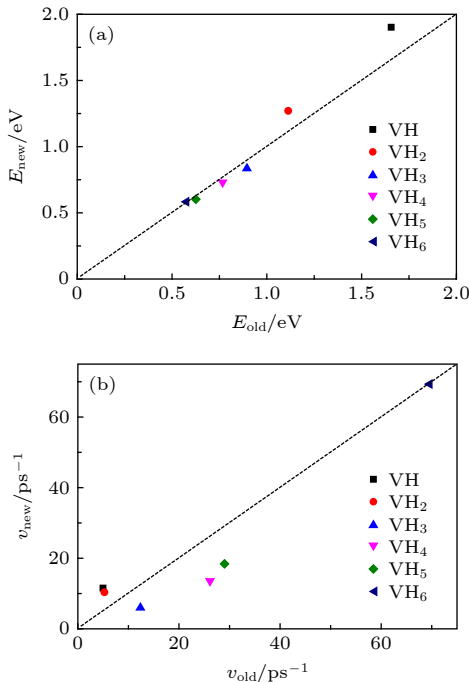 2.0
(a)
1.5
E_new/eV
VH
1.0
VH₂
VH₃
VH₄
0.5
VH₅
VH₆
0
0 0.5 1.0 1.5 2.0
E_old/eV
(b)
60
v_new/ps⁻¹
VH
40
VH₂
VH₃
VH₄
20
VH₅
VH₆
0
0 20 40 60
v_old/ps⁻¹